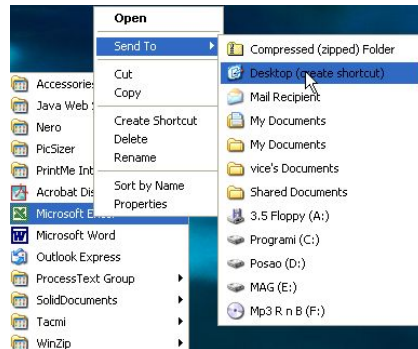 Open
Send To
Cut
Copy
Create Shortcut
Delete
Rename
Sort by Name
Properties
Compressed (zipped) Folder
Desktop (create shortcut)
Mail Recipient
My Documents
My Documents
vice's Documents
Shared Documents
3.5 Floppy (A:)
Programi (C:)
Posao (D:)
MAG (E:)
Mp3 R n B (F:)
Accessorie
Java Web
Nero
PicSizer
PrintMe Int
Acrobat Dis
Microsoft
Microsoft Word
Outlook Express
ProcessText Group
SolidDocuments
Tacmi
WinZip